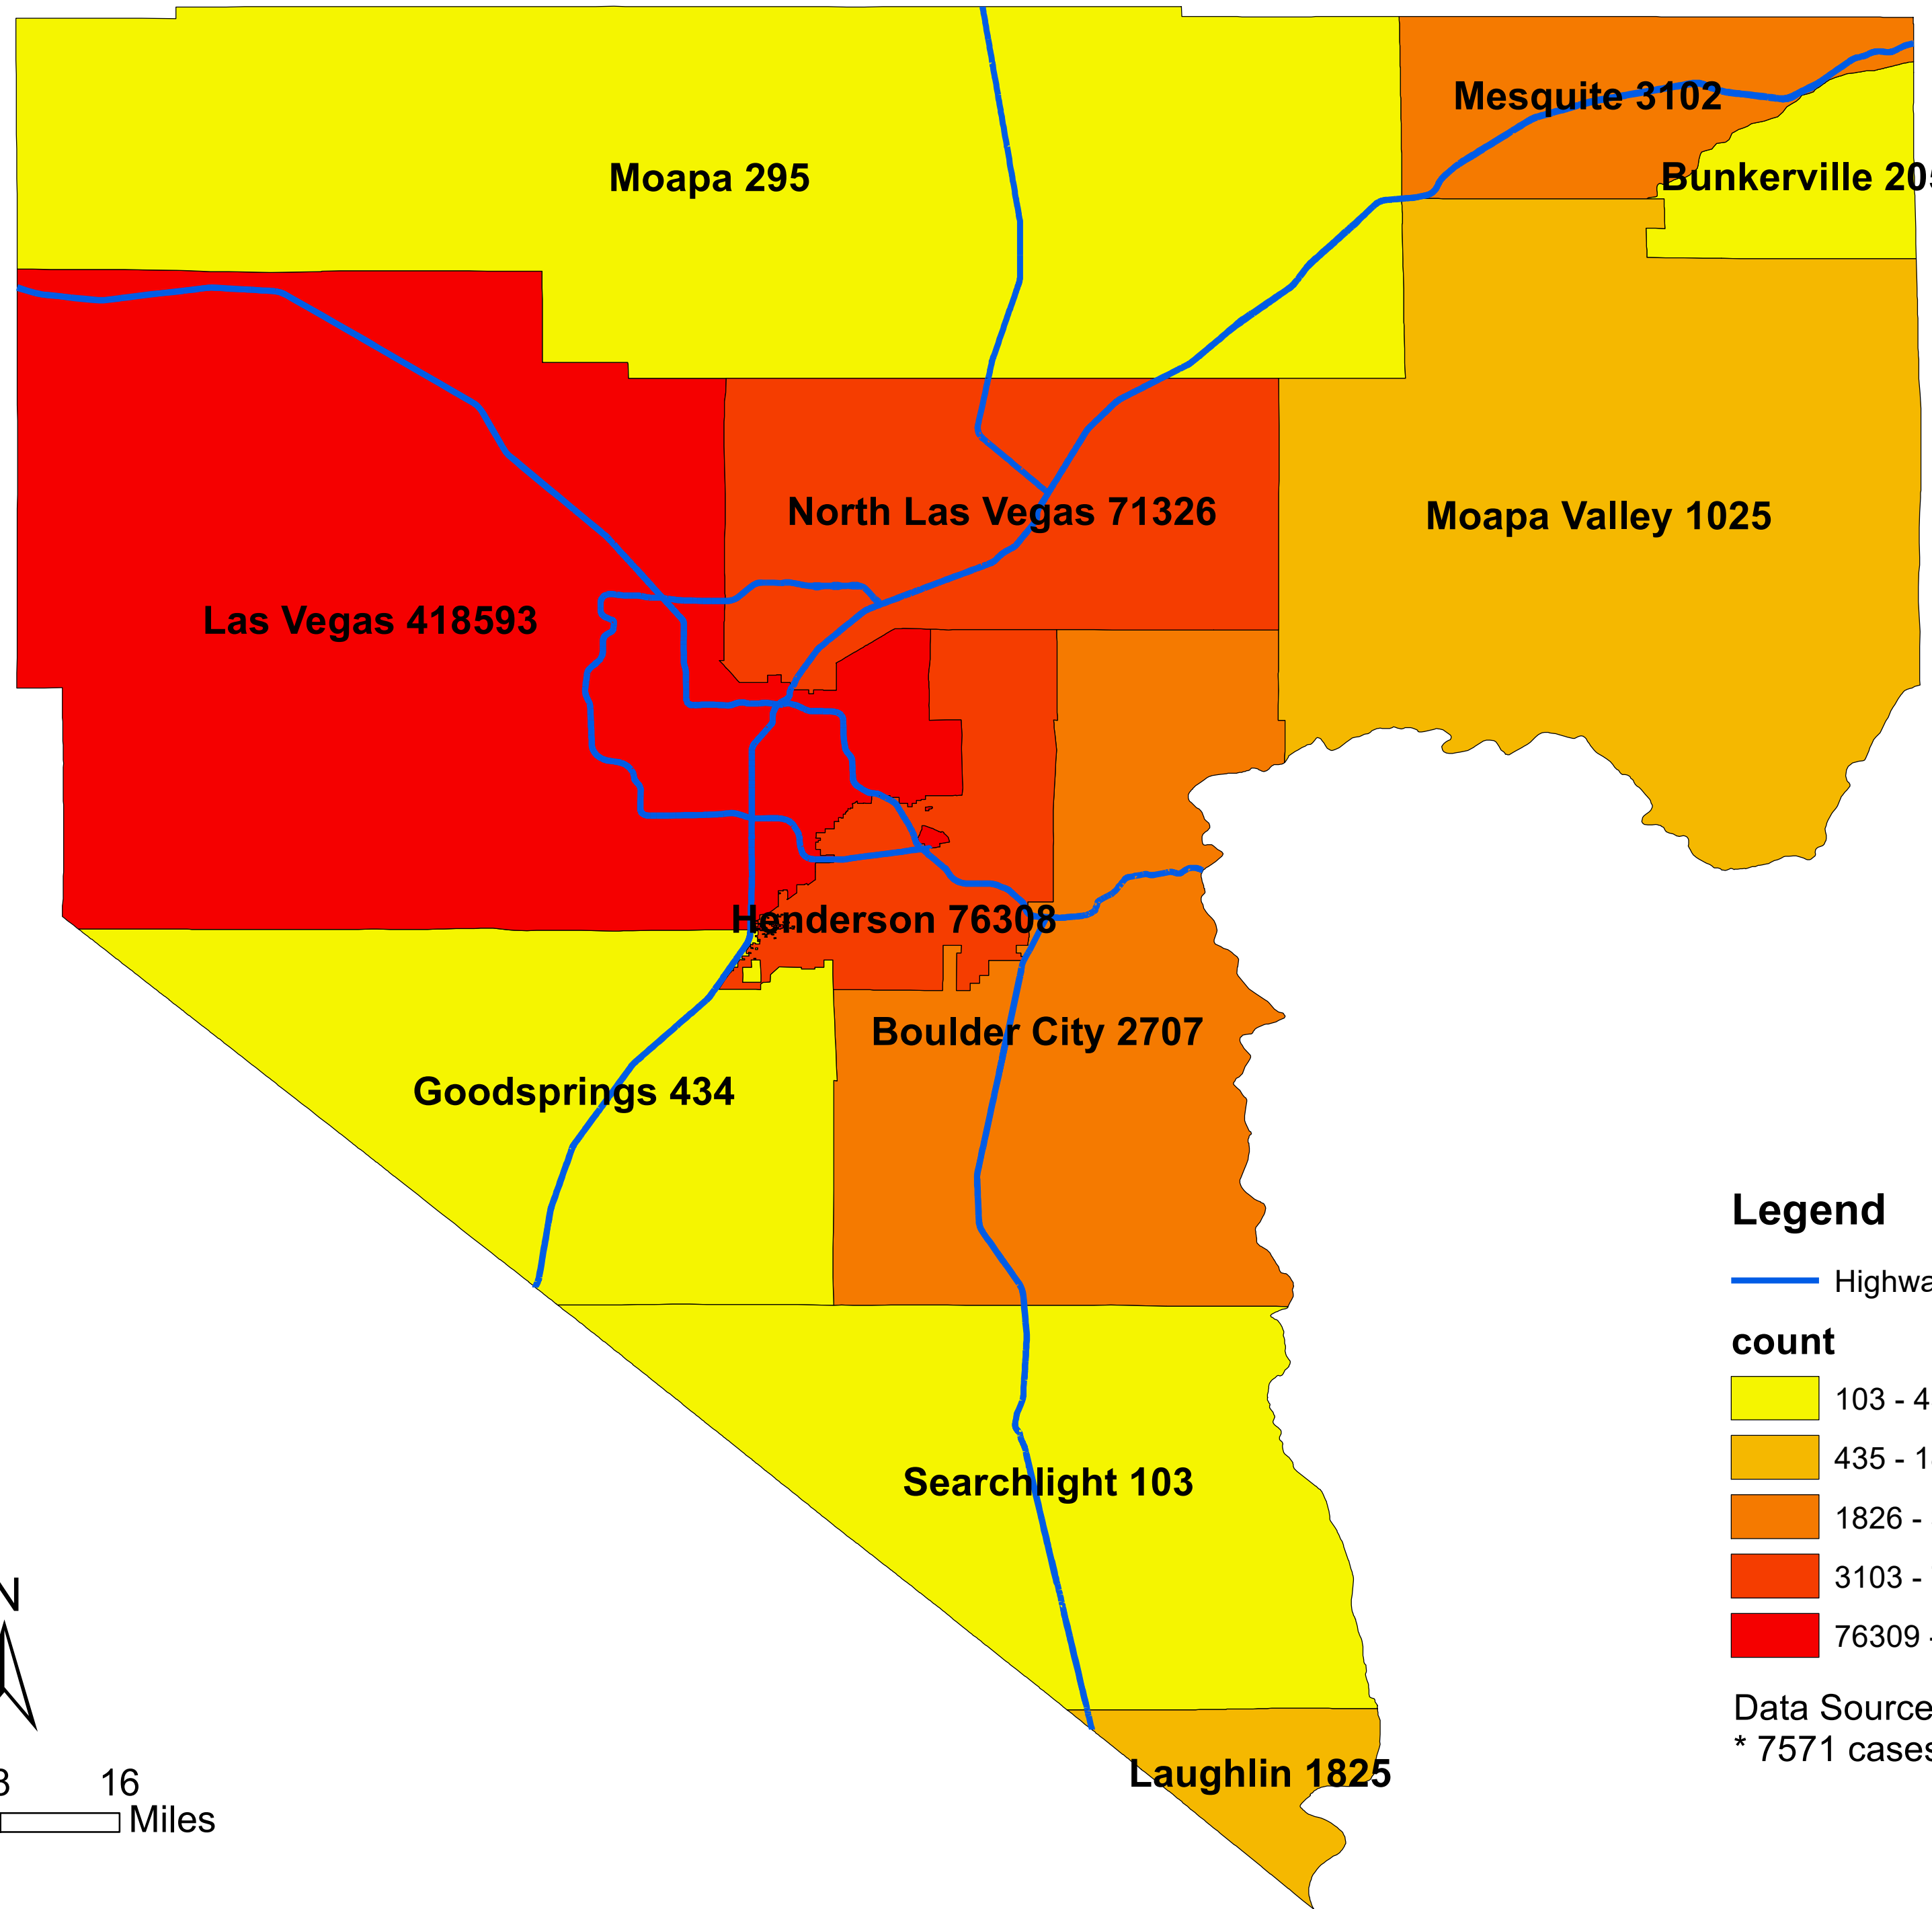 Mesquite 3102
Moapa 295
Bunkerville
North Las Vegas 71326
Moapa Valley 1025
Las Vegas 418593
Henderson 76308
Boulder City 2707
Goodsprings 434
Legend
count
103 - 4
435 - 1
Searchlight 103
1826 -
N
3103 -
76309 -
Data Source
* 7571 cases
Laughlin 1825
16
Miles